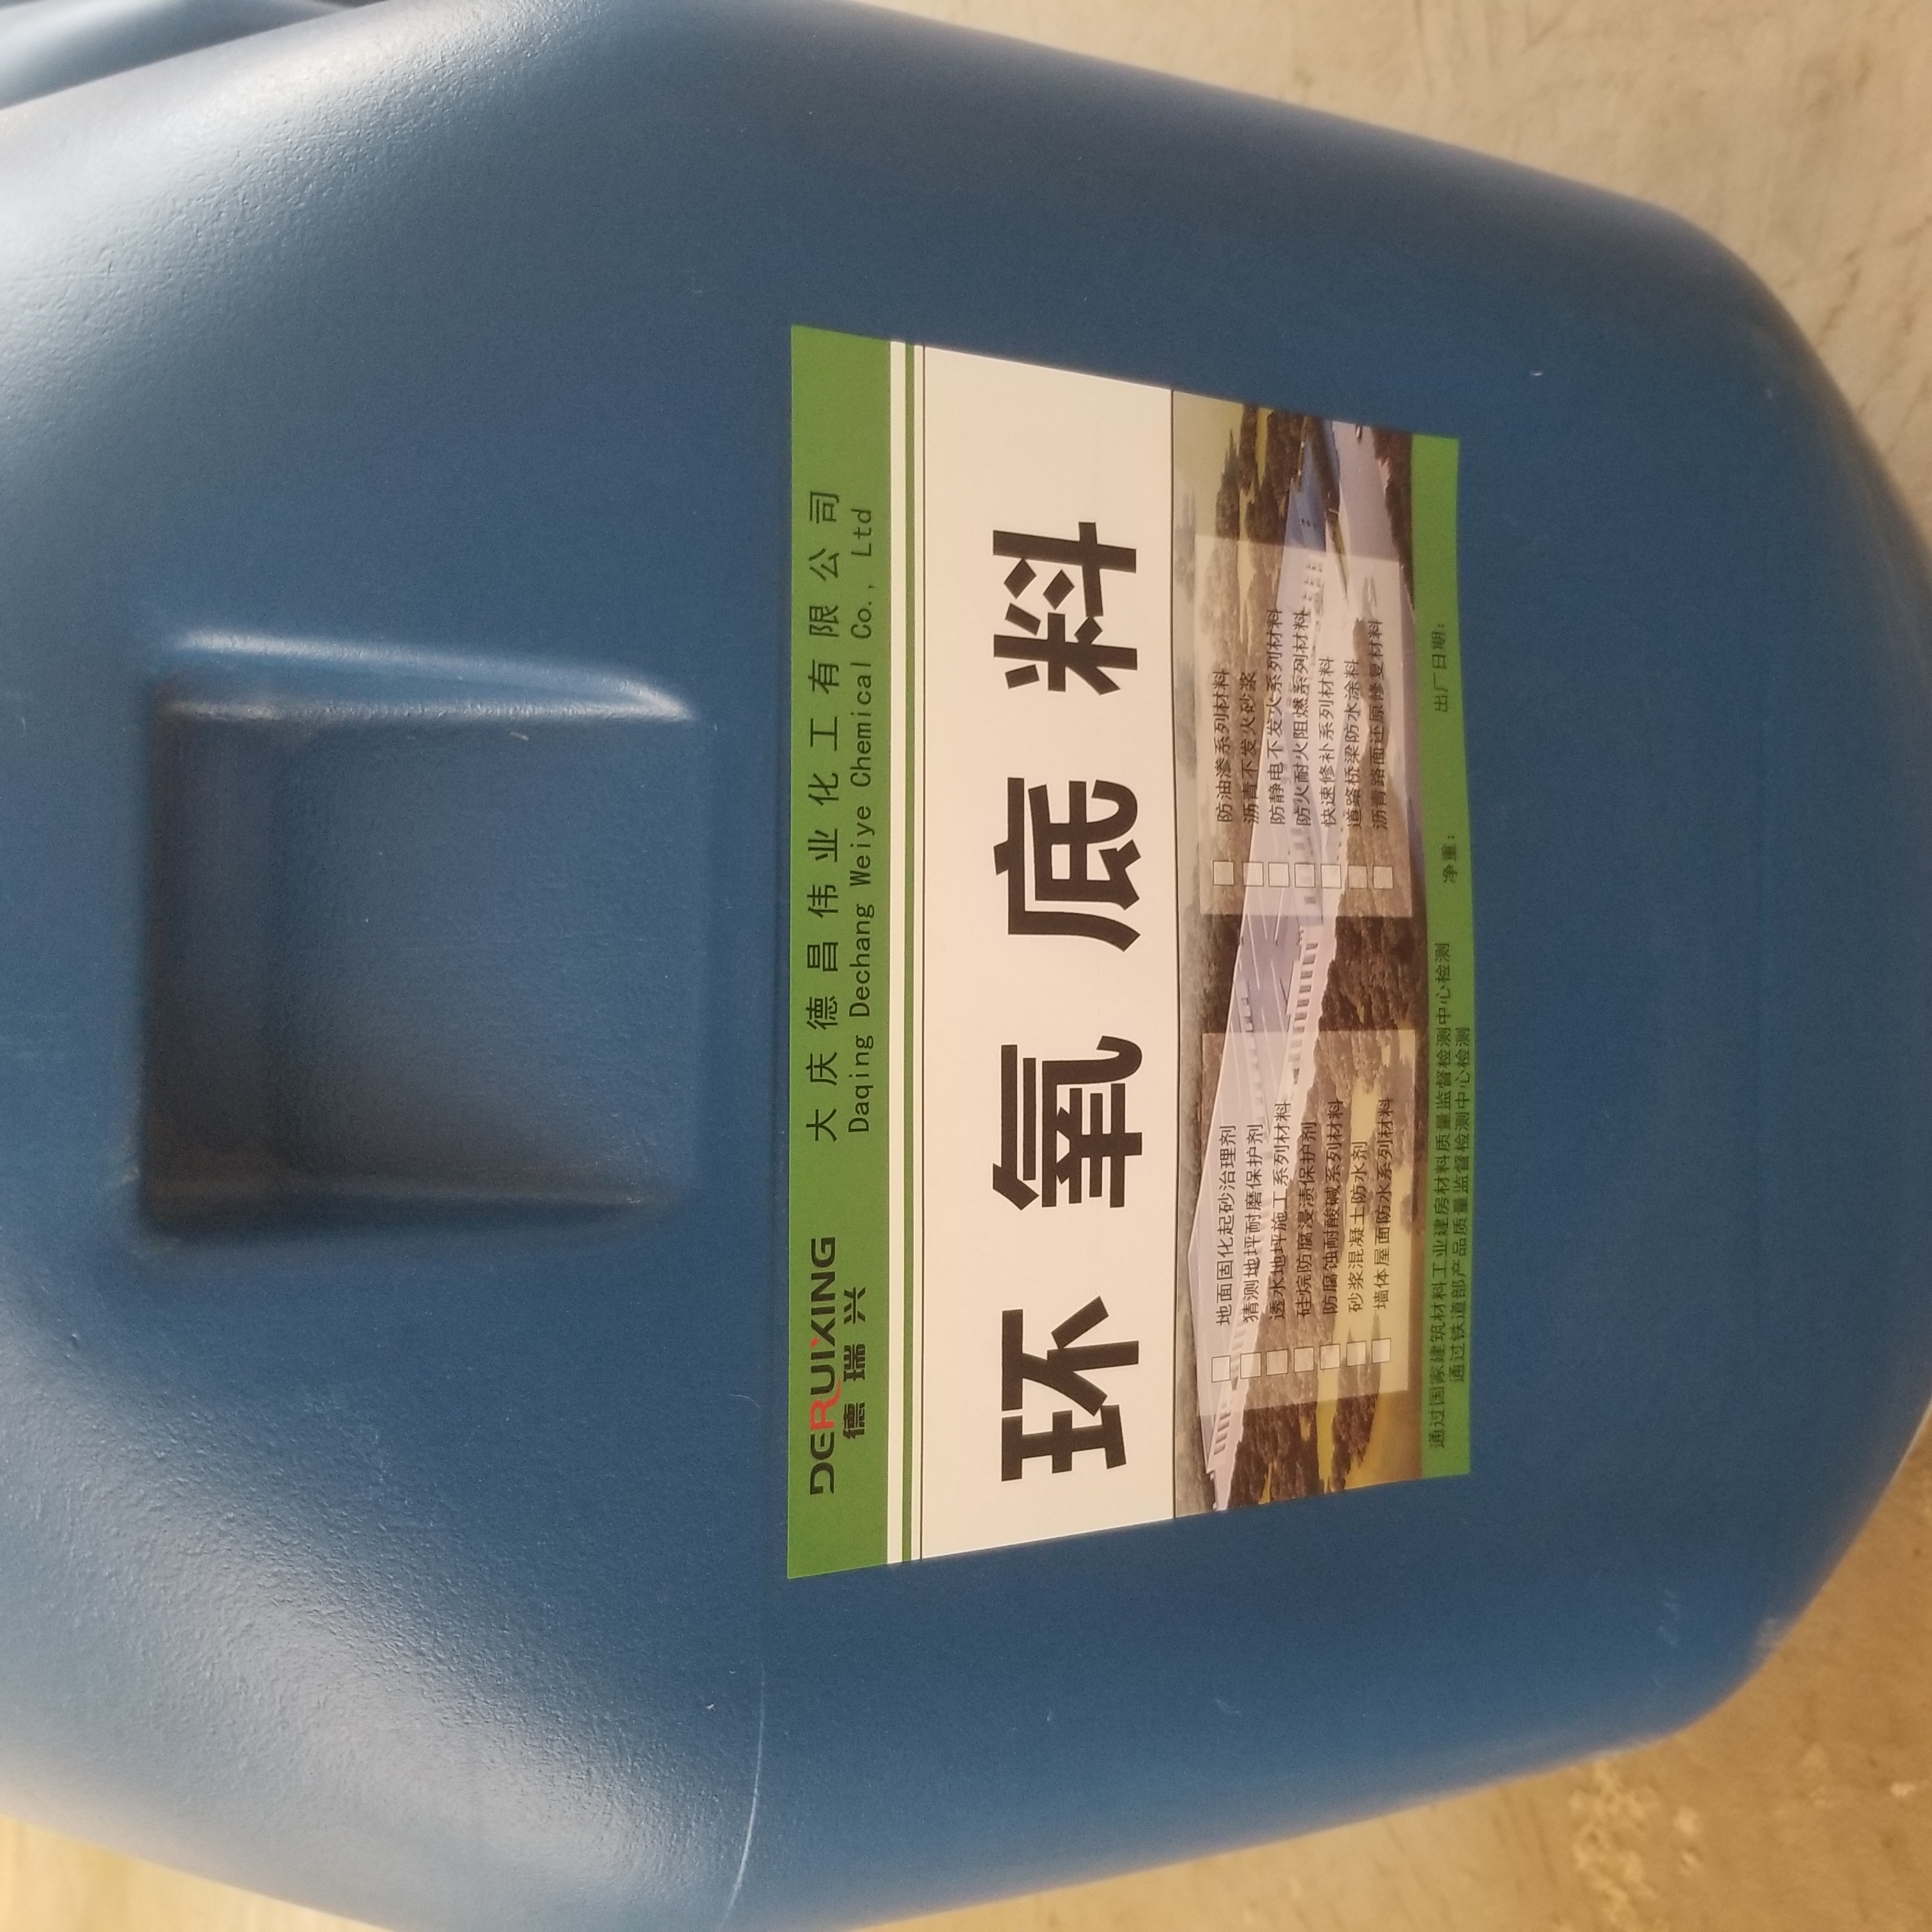 DERUIXING
德瑞兴
大庆德昌伟业化工有限公司
Daqing Dechang Weiye Chemical Co., Ltd
环氧底料
地面固化起砂治理剂
猜测地坪耐磨保护剂
透水地坪施工系列材料
硅烷防腐浸渍保护剂
防腐蚀耐酸碱系列材料
砂浆混凝土防水剂
墙体屋面防水系列材料
防油渗系列材料
沥青不发火砂浆
防静电不发火系列材料
防火耐火阻燃系列材料
快速修补系列材料
道路桥梁防水涂料
沥青路面还原修复材料
通过国家建筑材料工业建房材料质量监督检测中心检测
通过铁道部产品质量监督检测中心检测
净重：
出厂日期：